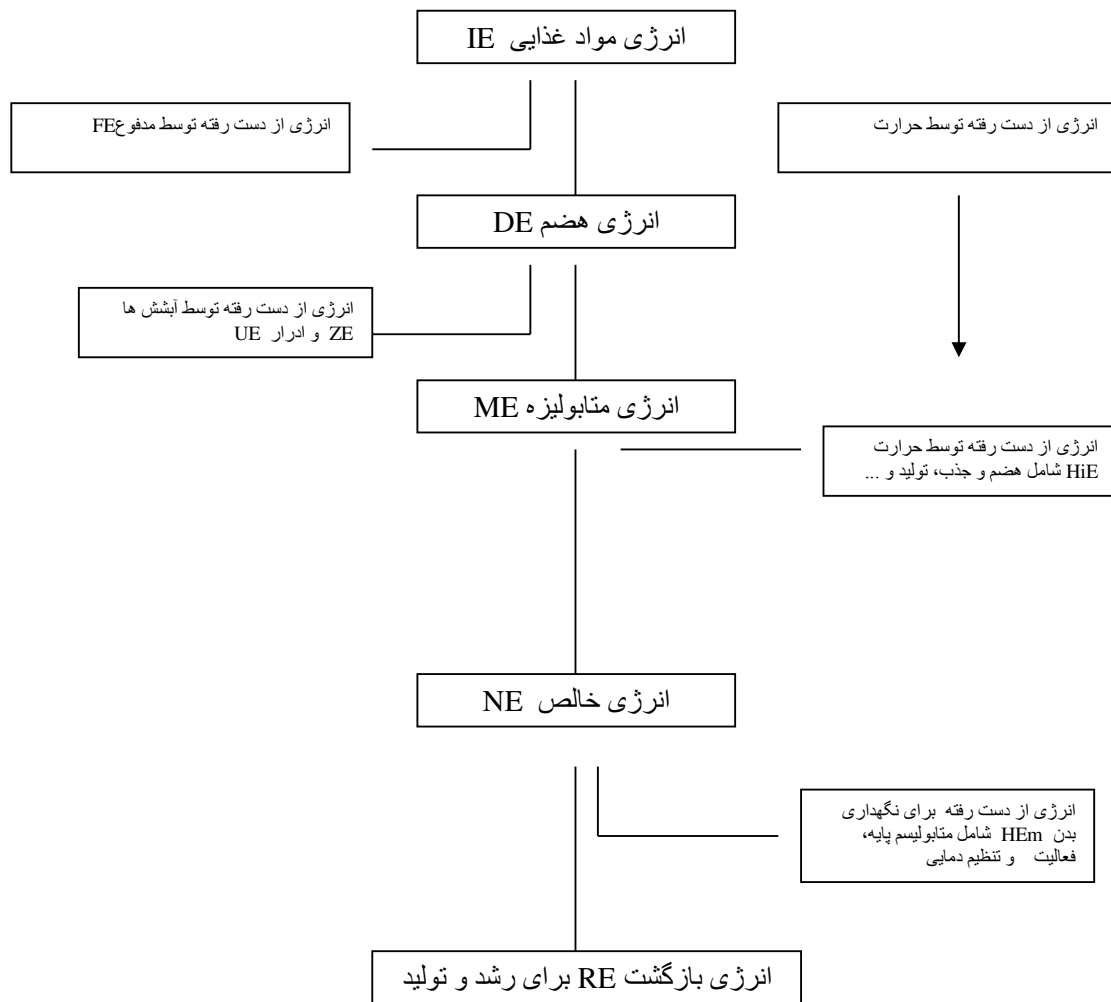 انرژی مواد غذایی IE
انرژی از دست رفته توسط حرارت
انرژی از دست رفته توسط مدفوعFE
انرژی هضم DE
انرژی از دست رفته توسط آبشش ها
ZE و ادرار UE
انرژی متابولیزه ME
انرژی از دست رفته توسط حرارت
HiE شامل هضم و جذب، تولید و ...
انرژی خالص NE
انرژی از دست رفته برای نگهداری
بدن HEm شامل متابولیسم پایه،
فعالیت و تنظیم دمایی
انرژی بازگشت RE برای رشد و تولید